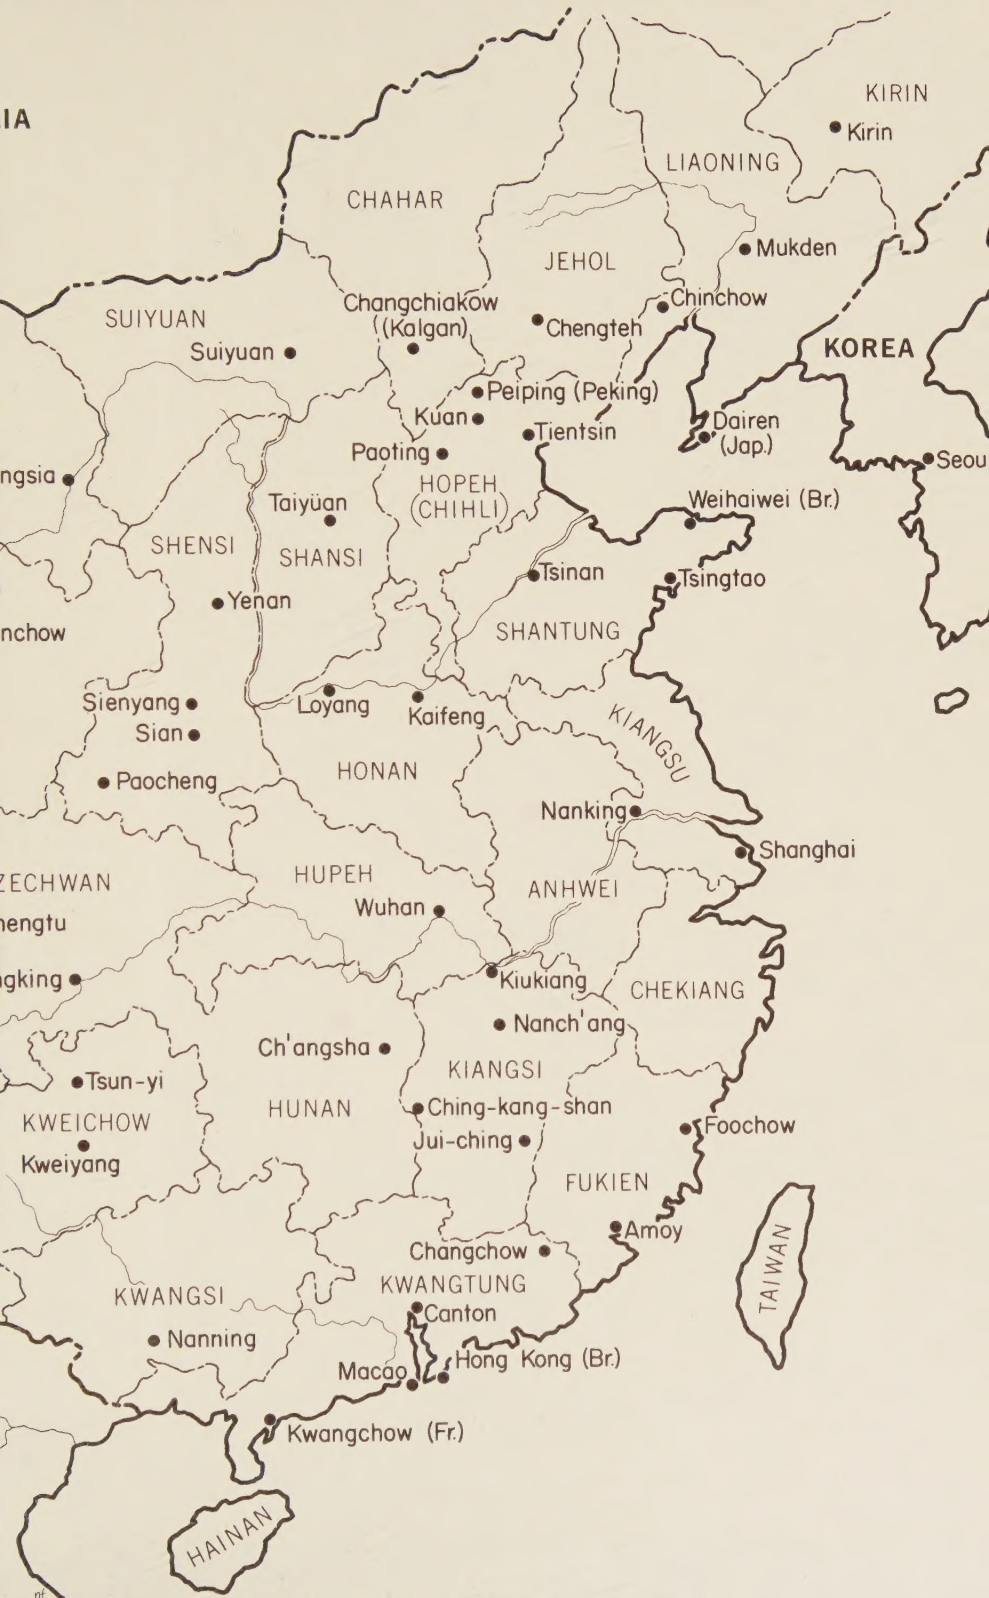 IA
KIRIN
Kirin
LIAONING
CHAHAR
Mukden
JEHOL
Changchiakow
(Kalgan)
Chinchow
SUIYUAN
Chengteh
Suiyuan
KOREA
Peiping (Peking)
Kuan
Tientsin
Dairen
(Jap.)
Paoting
Seou
ngsia
HOPEH
(CHIHLI)
Weihaiwei (Br.)
Taiyüan
SHENSI
SHANSI
Tsinan
Tsingtao
Yenan
nchow
SHANTUNG
Sienyang
Loyang
Kaifeng
Sian
KIANGSU
HONAN
Paocheng
Nanking
Shanghai
ZECHWAN
HUPEH
ANHWEI
Wuhan
hengtu
gking
Kiukiang
CHEKIANG
Nanch'ang
Ch'angsha
KIANGSI
Tsun-yi
HUNAN
Ching-kang-shan
KWEICHOW
Foochow
Jui-ching
Kweiyang
FUKIEN
Amoy
Changchow
TAIWAN
KWANGTUNG
KWANGSI
Canton
Nanning
Hong Kong (Br.)
Macao
Kwangchow (Fr.)
HAINAN